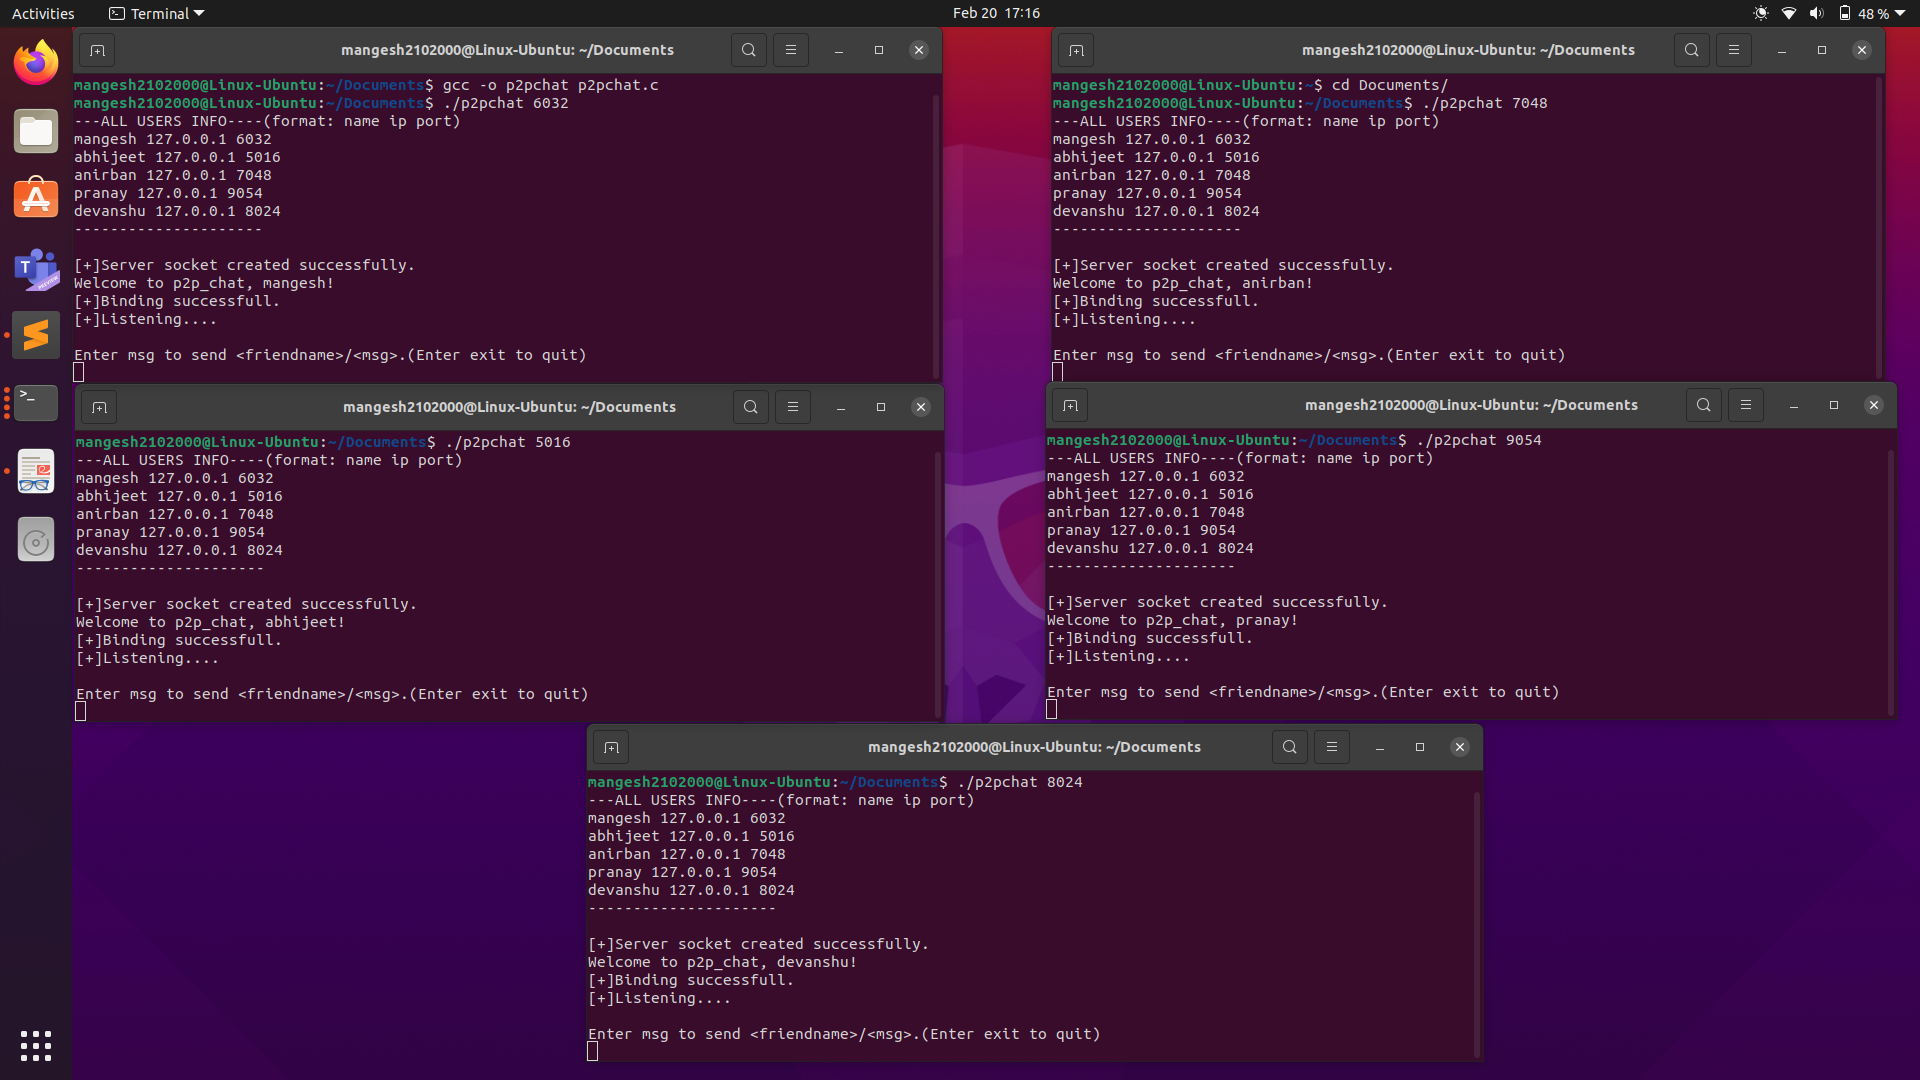 Activities
Terminal
Feb 20 17:16
48 %
mangesh2102000@Linux-Ubuntu: ~/Documents
mangesh2102000@Linux-Ubuntu:~/Documents$ gcc -o p2pchat p2pchat.c
mangesh2102000@Linux-Ubuntu:~/Documents$ ./p2pchat 6032
---ALL USERS INFO----(format: name ip port)
mangesh 127.0.0.1 6032
abhijeet 127.0.0.1 5016
anirban 127.0.0.1 7048
pranay 127.0.0.1 9054
devanshu 127.0.0.1 8024
---------------------
[+]Server socket created successfully.
Welcome to p2p_chat, mangesh!
[+]Binding successfull.
[+]Listening....
Enter msg to send <friendname>/<msg>.(Enter exit to quit)
mangesh2102000@Linux-Ubuntu: ~/Documents
mangesh2102000@Linux-Ubuntu:~$ cd Documents/
mangesh2102000@Linux-Ubuntu:~/Documents$ ./p2pchat 7048
---ALL USERS INFO----(format: name ip port)
mangesh 127.0.0.1 6032
abhijeet 127.0.0.1 5016
anirban 127.0.0.1 7048
pranay 127.0.0.1 9054
devanshu 127.0.0.1 8024
---------------------
[+]Server socket created successfully.
Welcome to p2p_chat, anirban!
[+]Binding successfull.
[+]Listening....
Enter msg to send <friendname>/<msg>.(Enter exit to quit)
mangesh2102000@Linux-Ubuntu: ~/Documents
mangesh2102000@Linux-Ubuntu:~/Documents$ ./p2pchat 5016
---ALL USERS INFO----(format: name ip port)
mangesh 127.0.0.1 6032
abhijeet 127.0.0.1 5016
anirban 127.0.0.1 7048
pranay 127.0.0.1 9054
devanshu 127.0.0.1 8024
---------------------
[+]Server socket created successfully.
Welcome to p2p_chat, abhijeet!
[+]Binding successfull.
[+]Listening....
Enter msg to send <friendname>/<msg>.(Enter exit to quit)
mangesh2102000@Linux-Ubuntu: ~/Documents
mangesh2102000@Linux-Ubuntu:~/Documents$ ./p2pchat 9054
---ALL USERS INFO----(format: name ip port)
mangesh 127.0.0.1 6032
abhijeet 127.0.0.1 5016
anirban 127.0.0.1 7048
pranay 127.0.0.1 9054
devanshu 127.0.0.1 8024
---------------------
[+]Server socket created successfully.
Welcome to p2p_chat, pranay!
[+]Binding successfull.
[+]Listening....
Enter msg to send <friendname>/<msg>.(Enter exit to quit)
mangesh2102000@Linux-Ubuntu: ~/Documents
mangesh2102000@Linux-Ubuntu:~/Documents$ ./p2pchat 8024
---ALL USERS INFO----(format: name ip port)
mangesh 127.0.0.1 6032
abhijeet 127.0.0.1 5016
anirban 127.0.0.1 7048
pranay 127.0.0.1 9054
devanshu 127.0.0.1 8024
---------------------
[+]Server socket created successfully.
Welcome to p2p_chat, devanshu!
[+]Binding successfull.
[+]Listening....
Enter msg to send <friendname>/<msg>.(Enter exit to quit)